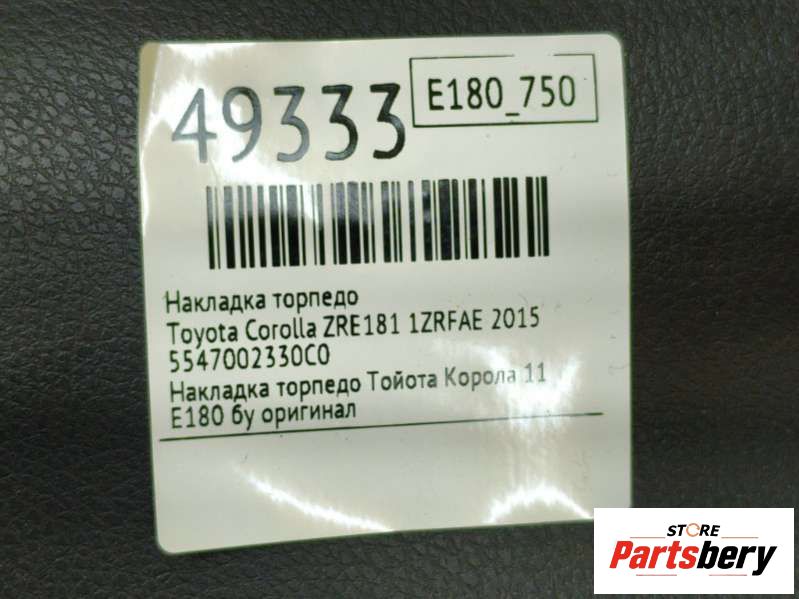 49333
E180_750
Накладка торпедо
Toyota Corolla ZRE181 1ZRFAE 2015
5547002330C0
Накладка торпедо Тойота Корола 11
E180 бу оригинал
STORE
Partsbery